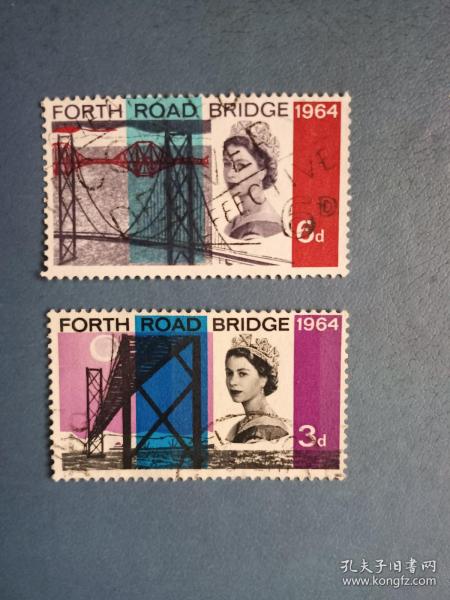 FORTH ROAD BRIDGE 1964
6d
FORTH ROAD BRIDGE 1964
3d
孔夫子旧书网
www.kongfz.com